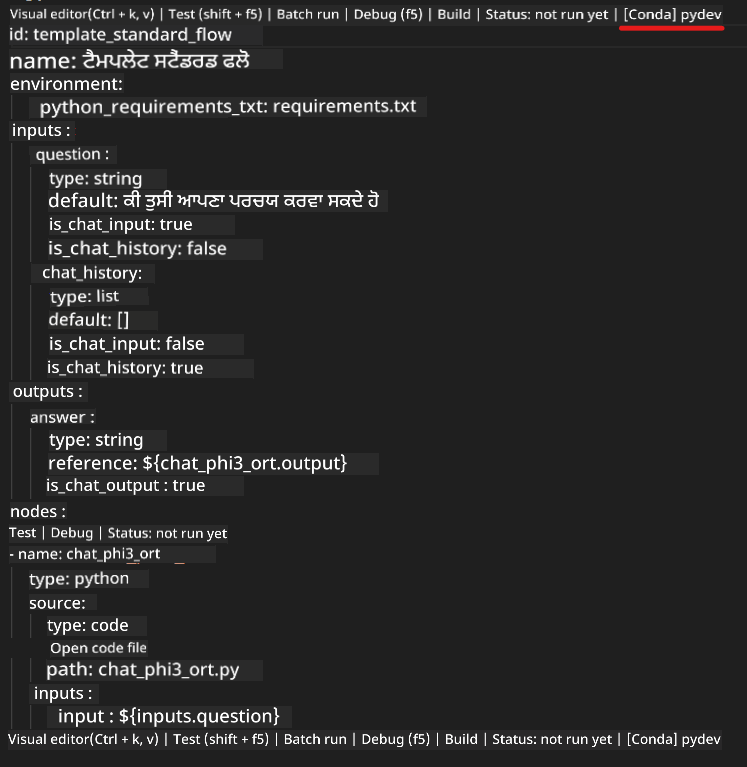 Visual editor(Ctrl + k, v) | Test (shift + f5) | Batch run | Debug (f5) | Build | Status: not run yet | [Conda] pydev
id: template_standard_flow
name: ਟੈਮਪਲੇਟ ਸਟੈਂਡਰਡ ਫਲੋ
environment:
python_requirements_txt: requirements.txt
inputs :
question :
type: string
default: ਕੀ ਤੁਸੀ ਆਪਣਾ ਪਰਚਯ ਕਰਵਾ ਸਕਦੇ ਹੋ
is_chat_input: true
is_chat_history: false
chat_history:
type: list
default: []
is_chat_input: false
is_chat_history: true
outputs :
answer :
type: string
reference: ${chat_phi3_ort.output}
is_chat_output : true
nodes :
Test | Debug | Status: not run yet
- name: chat_phi3_ort
type: python
source:
type: code
Open code file
path: chat_phi3_ort.py
inputs :
input : ${inputs.question}
Visual editor(Ctrl + k, v) | Test (shift + f5) | Batch run | Debug (f5) | Build | Status: not run yet | [Conda] pydev